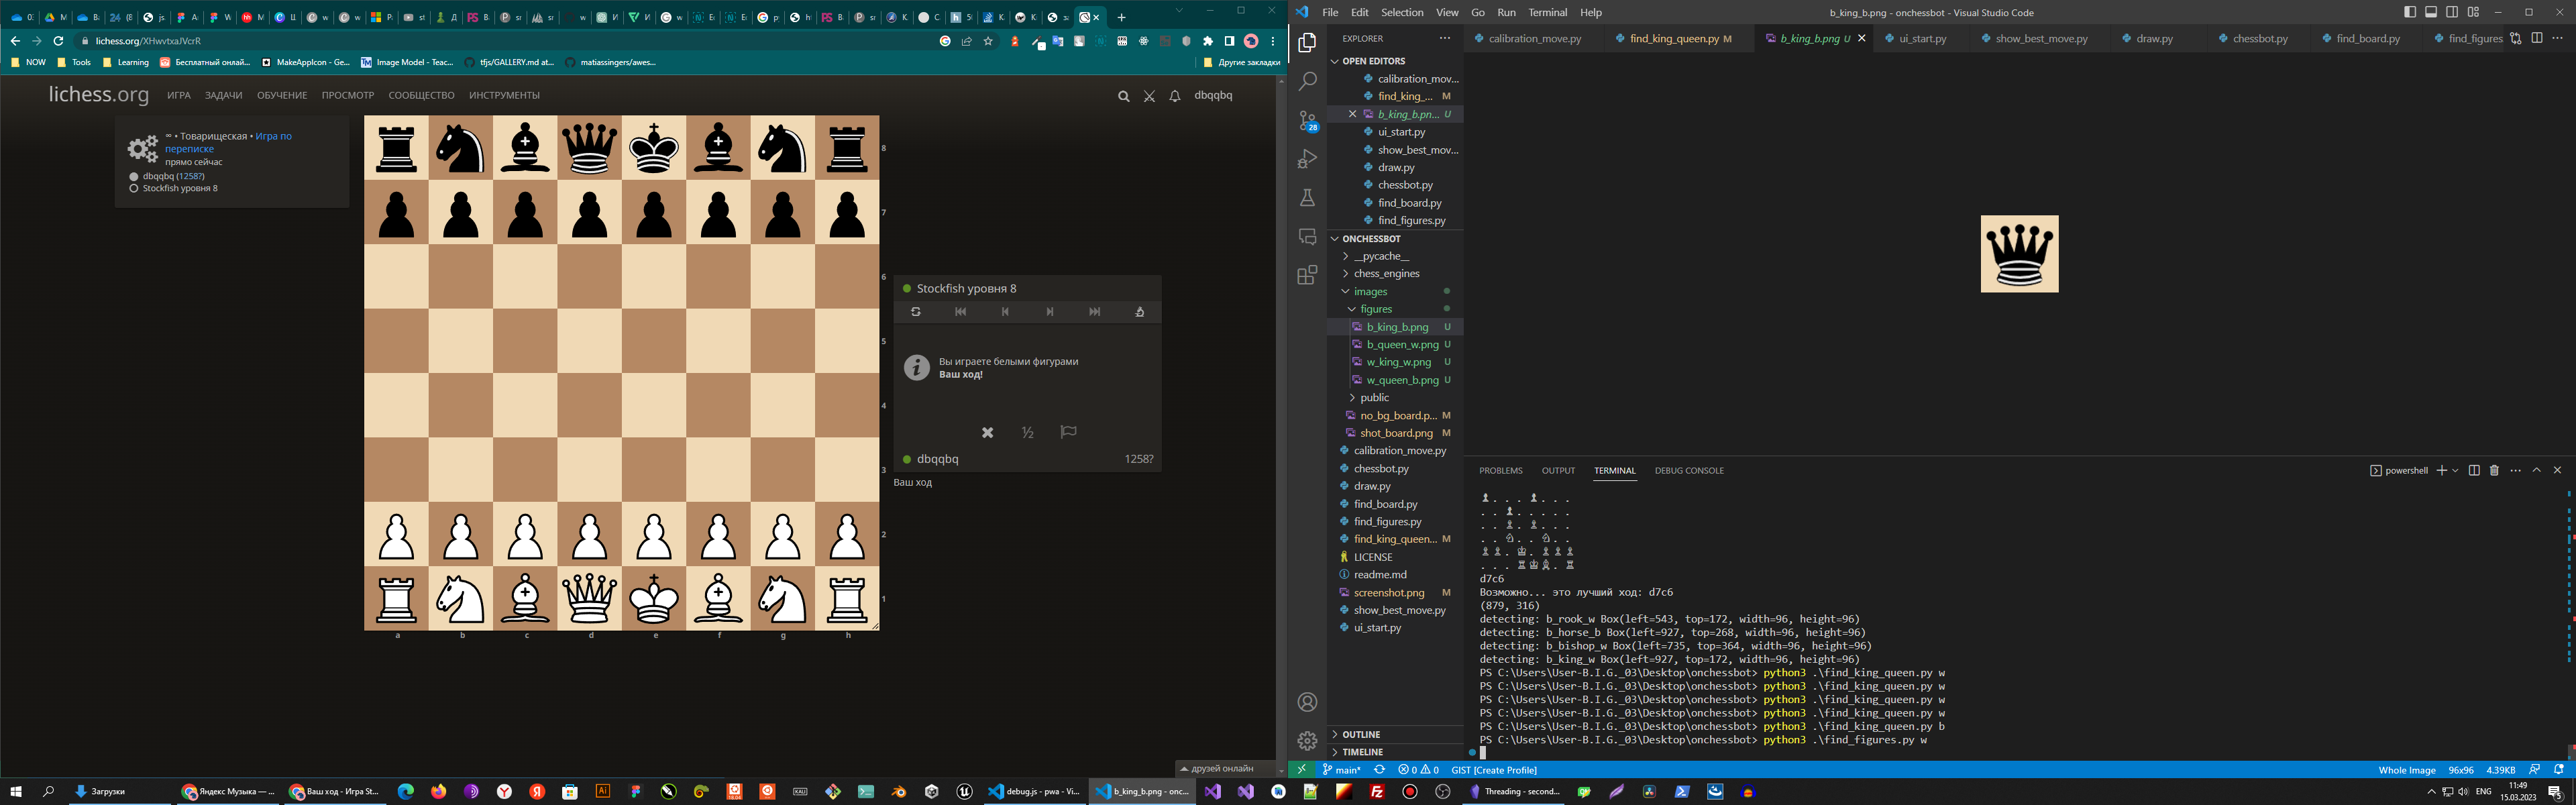 lichess.org/XHwvtxaJVcrR
NOW
Tools
Learning
Бесплатный онлай...
MakeAppIcon - Ge...
Image Model - Teac...
tfjs/GALLERY.md at...
matiassingers/awes...
Другие закладки
lichess.org
ИГРА
ЗАДАЧИ
ОБУЧЕНИЕ
ПРОСМОТР
СООБЩЕСТВО
ИНСТРУМЕНТЫ
dbqqbq
∞ • Товарищеская • Игра по
переписке
прямо сейчас
dbqqbq (1258?)
Stockfish уровня 8
8
7
6
5
4
3
2
1
a b c d e f g h
Stockfish уровня 8
Вы играете белыми фигурами
Ваш ход!
½
dbqqbq 1258?
Ваш ход
друзей онлайн
File Edit Selection View Go Run Terminal Help
b_king_b.png - onchessbot - Visual Studio Code
EXPLORER
calibration_move.py
find_king_queen.py M
b_king_b.png U
ui_start.py
show_best_move.py
draw.py
chessbot.py
find_board.py
find_figures
OPEN EDITORS
calibration_mov...
find_king_... M
b_king_b.pn... U
ui_start.py
show_best_mov...
draw.py
chessbot.py
find_board.py
find_figures.py
ONCHESSBOT
__pycache__
chess_engines
images
figures
b_king_b.png U
b_queen_w.png U
w_king_w.png U
w_queen_b.png U
public
no_bg_board.p... M
shot_board.png M
calibration_move.py
chessbot.py
draw.py
find_board.py
find_figures.py
find_king_queen... M
LICENSE
readme.md
screenshot.png M
show_best_move.py
ui_start.py
OUTLINE
TIMELINE
28
PROBLEMS OUTPUT TERMINAL DEBUG CONSOLE
powershell
d7c6
Возможно... это лучший ход: d7c6
(879, 316)
detecting: b_rook_w Box(left=543, top=172, width=96, height=96)
detecting: b_horse_b Box(left=927, top=268, width=96, height=96)
detecting: b_bishop_w Box(left=735, top=364, width=96, height=96)
detecting: b_king_w Box(left=927, top=172, width=96, height=96)
PS C:\Users\User-B.I.G._03\Desktop\onchessbot> python3 .\find_king_queen.py w
PS C:\Users\User-B.I.G._03\Desktop\onchessbot> python3 .\find_king_queen.py w
PS C:\Users\User-B.I.G._03\Desktop\onchessbot> python3 .\find_king_queen.py w
PS C:\Users\User-B.I.G._03\Desktop\onchessbot> python3 .\find_king_queen.py w
PS C:\Users\User-B.I.G._03\Desktop\onchessbot> python3 .\find_king_queen.py b
PS C:\Users\User-B.I.G._03\Desktop\onchessbot> python3 .\find_figures.py w
main* 0 0 GIST [Create Profile]
Whole Image 96x96 4.39KB
Загрузки
Яндекс Музыка — ...
Ваш ход - Игра St...
debug.js - pwa - Vi...
b_king_b.png - onc...
Threading - second...
ENG
11:49
15.03.2023